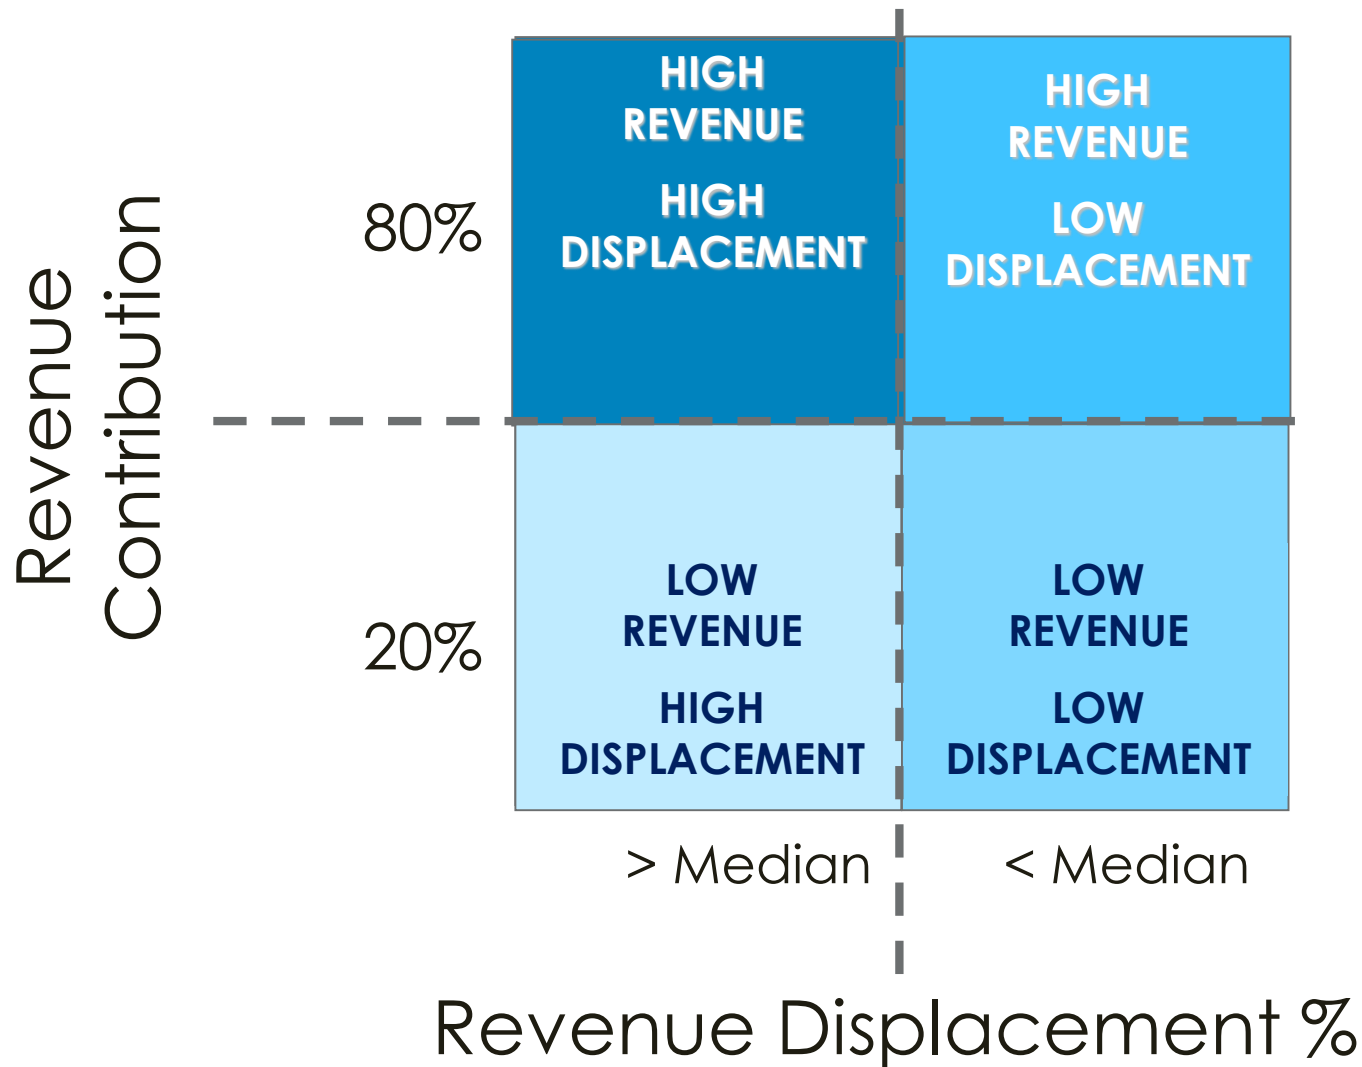 Revenue
Contribution
80%
HIGH
REVENUE
HIGH
DISPLACEMENT
HIGH
REVENUE
LOW
DISPLACEMENT
20%
LOW
REVENUE
HIGH
DISPLACEMENT
LOW
REVENUE
LOW
DISPLACEMENT
> Median
< Median
Revenue Displacement %